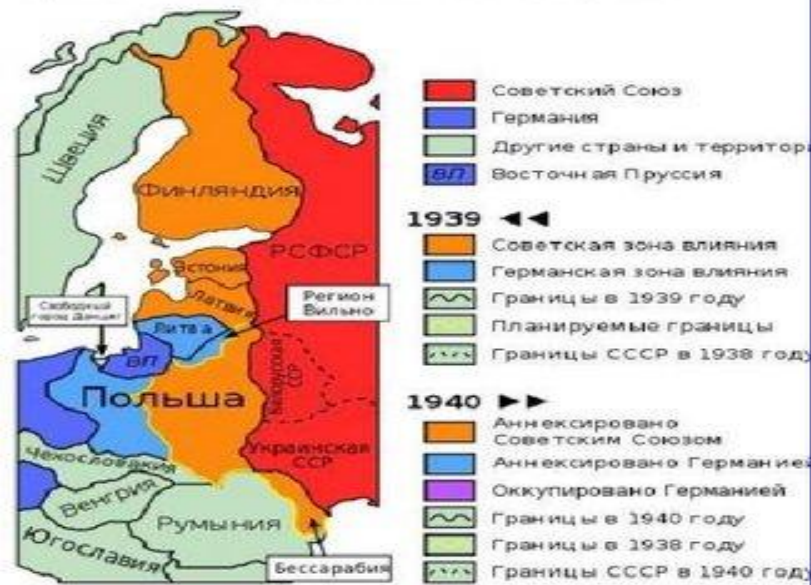 Швеция
Финляндия
РСФСР
Эстония
Латвия
Свободный
город Данциг
Регион
Вильно
Литва
ВП
Польша
Белорусская
ССР
Украинская
ССР
Чехословакия
Венгрия
Румыния
Югославия
Бессарабия
Советский Союз
Германия
Другие страны и территори
ВП Восточная Пруссия
1939 ◄◄
Советская зона влияния
Германская зона влияния
Границы в 1939 году
Планируемые границы
Границы СССР в 1938 году
1940 ►►
Аннексировано
Советским Союзом
Аннексировано Германией
Оккупировано Германией
Границы в 1940 году
Границы в 1938 году
Границы СССР в 1940 году